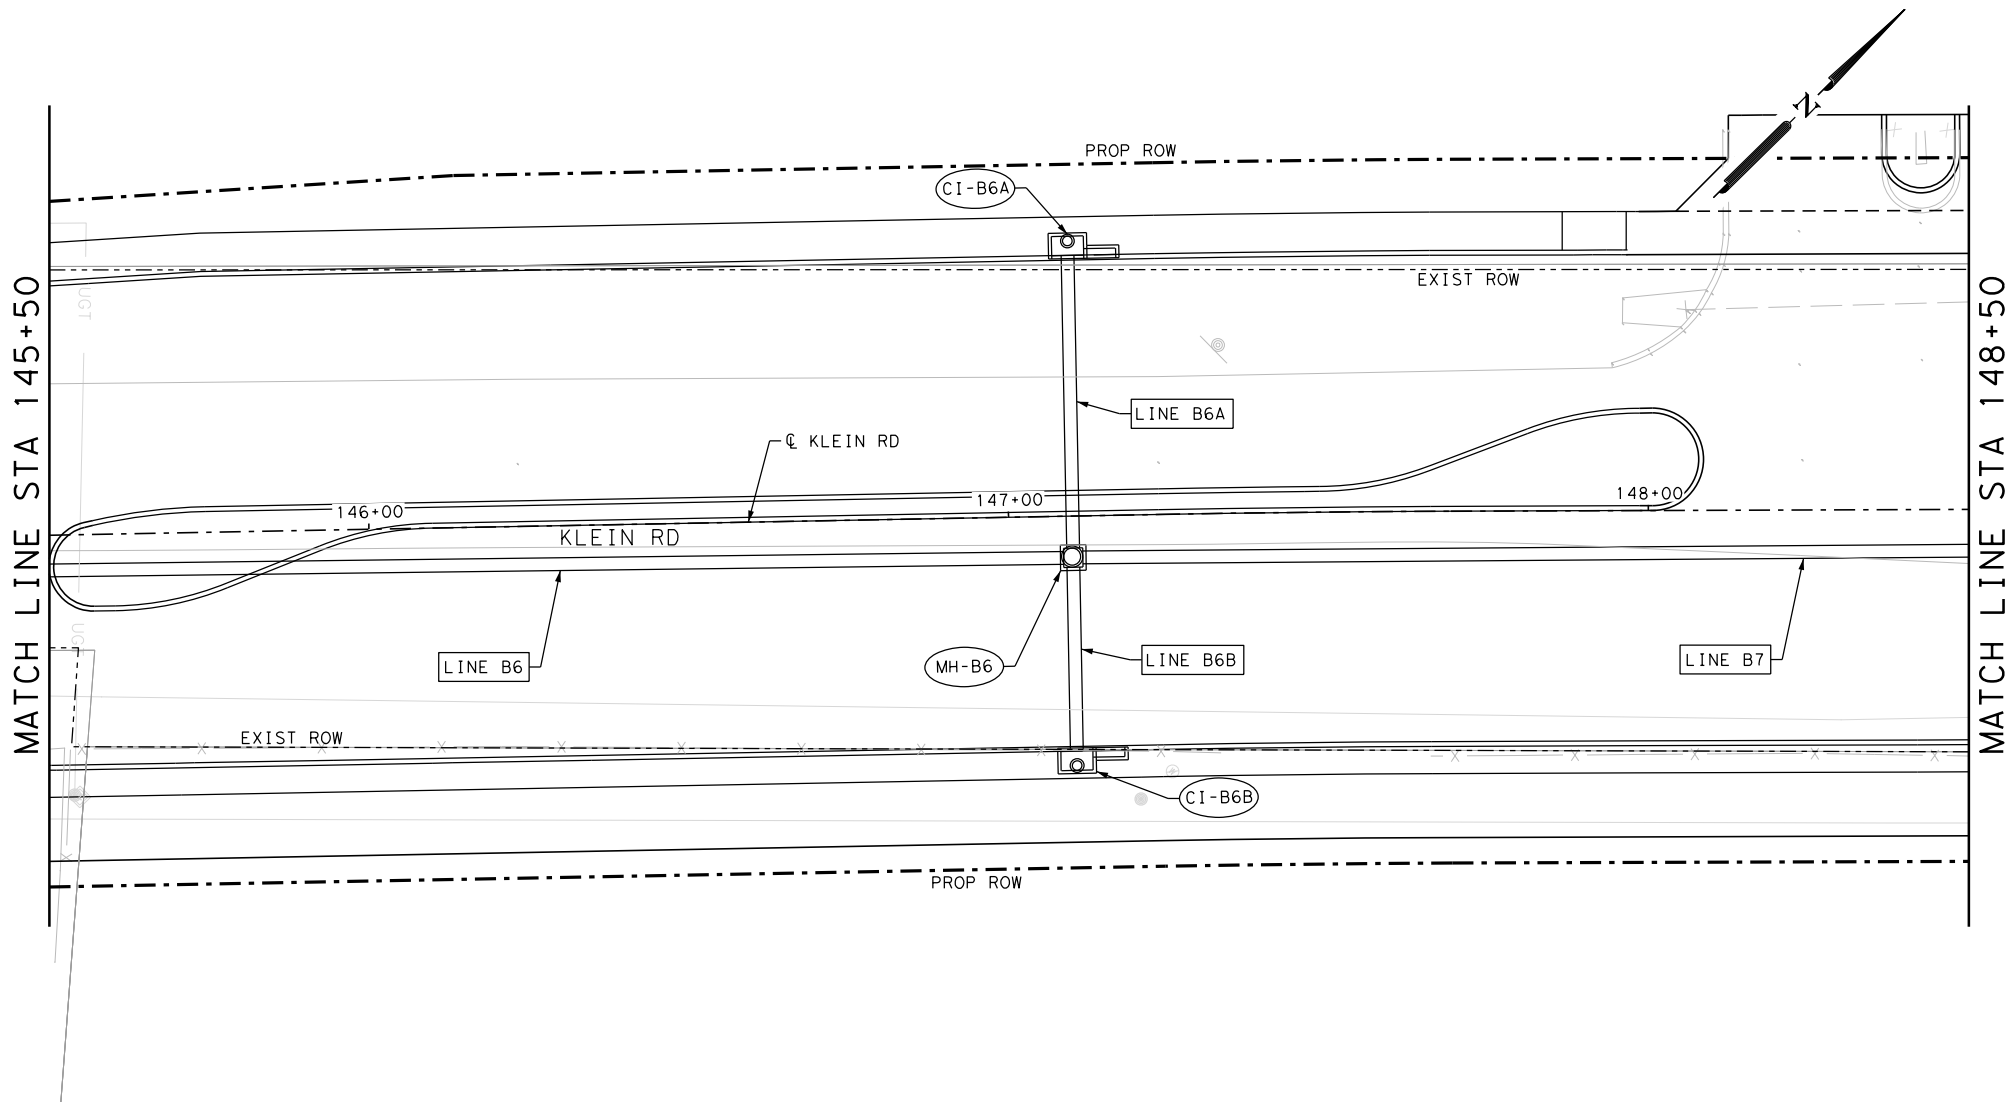 N
PROP ROW
CI-B6A
EXIST ROW
UGT
MATCH LINE STA 145+50
MATCH LINE STA 148+50
LINE B6A
℄ KLEIN RD
146+00
147+00
148+00
KLEIN RD
UGT
LINE B6
MH-B6
LINE B6B
LINE B7
EXIST ROW
CI-B6B
PROP ROW